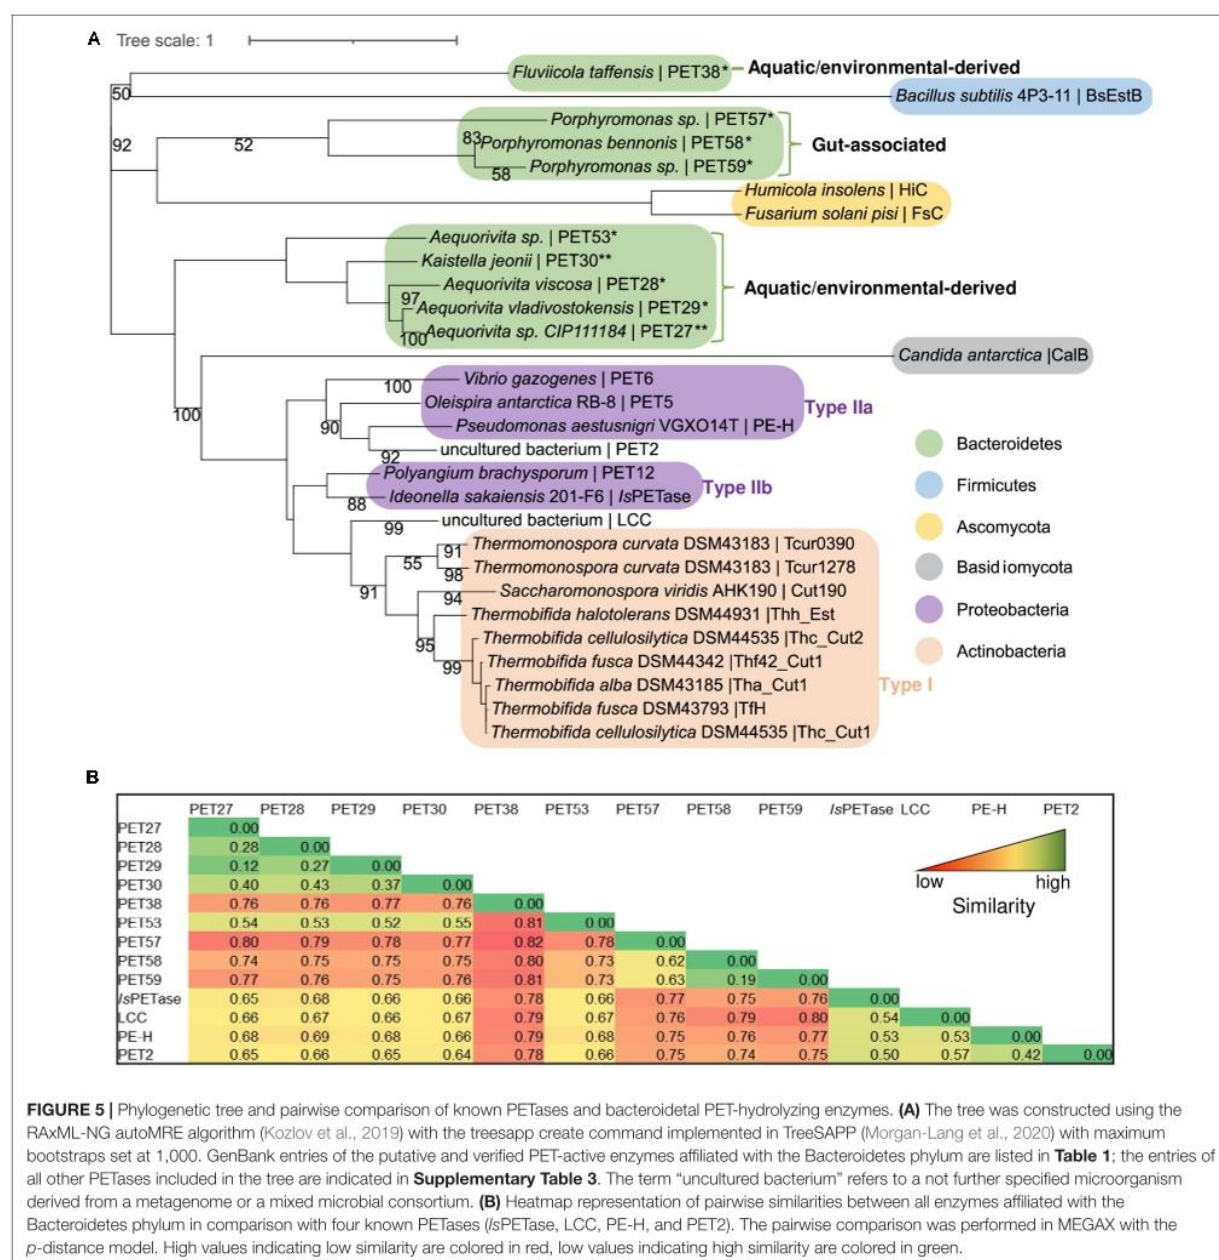 A
Tree scale: 1
Fluviicola taffensis | PET38*
Aquatic/environmental-derived
50
Bacillus subtilis 4P3-11 | BsEstB
Porphyromonas sp. | PET57*
92
52
83
Porphyromonas bennonis | PET58*
Gut-associated
Porphyromonas sp. | PET59*
58
Humicola insolens | HiC
Fusarium solani pisi | FsC
Aequorivita sp. | PET53*
Kaistella jeonii | PET30**
Aequorivita viscosa | PET28*
Aquatic/environmental-derived
97
Aequorivita vladivostokensis | PET29*
Aequorivita sp. CIP111184 | PET27**
100
Candida antarctica |CalB
Vibrio gazogenes | PET6
100
Oleispira antarctica RB-8 | PET5
Type IIa
100
90
Pseudomonas aestusnigri VGXO14T | PE-H
uncultured bacterium | PET2
92
Polyangium brachysporum | PET12
Type IIb
Ideonella sakaiensis 201-F6 | IsPETase
88
uncultured bacterium | LCC
99
Thermomonospora curvata DSM43183 | Tcur0390
91
55
Thermomonospora curvata DSM43183 | Tcur1278
98
91
Saccharomonospora viridis AHK190 | Cut190
94
Thermobifida halotolerans DSM44931 |Thh_Est
Thermobifida cellulosilytica DSM44535 |Thc_Cut2
95
Thermobifida fusca DSM44342 |Thf42_Cut1
99
Thermobifida alba DSM43185 |Tha_Cut1
Type I
Thermobifida fusca DSM43793 |TfH
Thermobifida cellulosilytica DSM44535 |Thc_Cut1
Bacteroidetes
Firmicutes
Ascomycota
Basidiomycota
Proteobacteria
Actinobacteria
B
PET27 PET28 PET29 PET30 PET38 PET53 PET57 PET58 PET59 IsPETase LCC PE-H PET2
PET27 0.00
PET28 0.28 0.00
PET29 0.12 0.27 0.00
PET30 0.40 0.43 0.37 0.00
PET38 0.76 0.76 0.77 0.76 0.00
PET53 0.54 0.53 0.52 0.55 0.81 0.00
PET57 0.80 0.79 0.78 0.77 0.82 0.78 0.00
PET58 0.74 0.75 0.75 0.75 0.80 0.73 0.62 0.00
PET59 0.77 0.76 0.75 0.76 0.81 0.73 0.63 0.19 0.00
IsPETase 0.65 0.68 0.66 0.66 0.78 0.66 0.77 0.75 0.76 0.00
LCC 0.66 0.67 0.66 0.67 0.79 0.67 0.76 0.79 0.80 0.54 0.00
PE-H 0.68 0.69 0.68 0.66 0.79 0.68 0.75 0.76 0.77 0.53 0.53 0.00
PET2 0.65 0.66 0.65 0.64 0.78 0.66 0.75 0.74 0.75 0.50 0.57 0.42 0.00
low high
Similarity
FIGURE 5 | Phylogenetic tree and pairwise comparison of known PETases and bacteroidetal PET-hydrolyzing enzymes. (A) The tree was constructed using the
RAxML-NG autoMRE algorithm (Kozlov et al., 2019) with the treesapp create command implemented in TreeSAPP (Morgan-Lang et al., 2020) with maximum
bootstraps set at 1,000. GenBank entries of the putative and verified PET-active enzymes affiliated with the Bacteroidetes phylum are listed in Table 1; the entries of
all other PETases included in the tree are indicated in Supplementary Table 3. The term “uncultured bacterium” refers to a not further specified microorganism
derived from a metagenome or a mixed microbial consortium. (B) Heatmap representation of pairwise similarities between all enzymes affiliated with the
Bacteroidetes phylum in comparison with four known PETases (IsPETase, LCC, PE-H, and PET2). The pairwise comparison was performed in MEGAX with the
p-distance model. High values indicating low similarity are colored in red, low values indicating high similarity are colored in green.